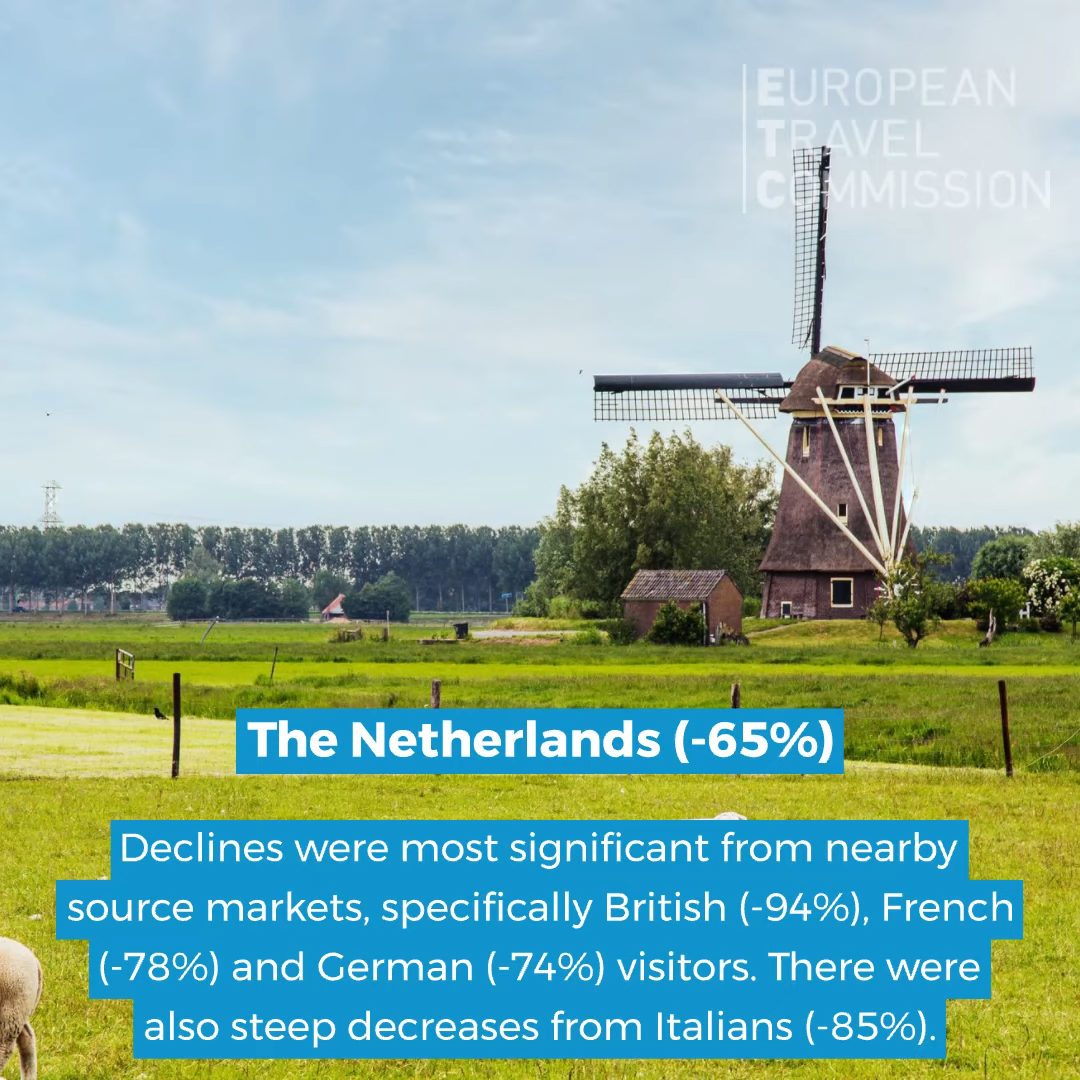 EUROPEAN
TRAVEL
COMMISSION
The Netherlands (-65%)
Declines were most significant from nearby
source markets, specifically British (-94%), French
(-78%) and German (-74%) visitors. There were
also steep decreases from Italians (-85%).